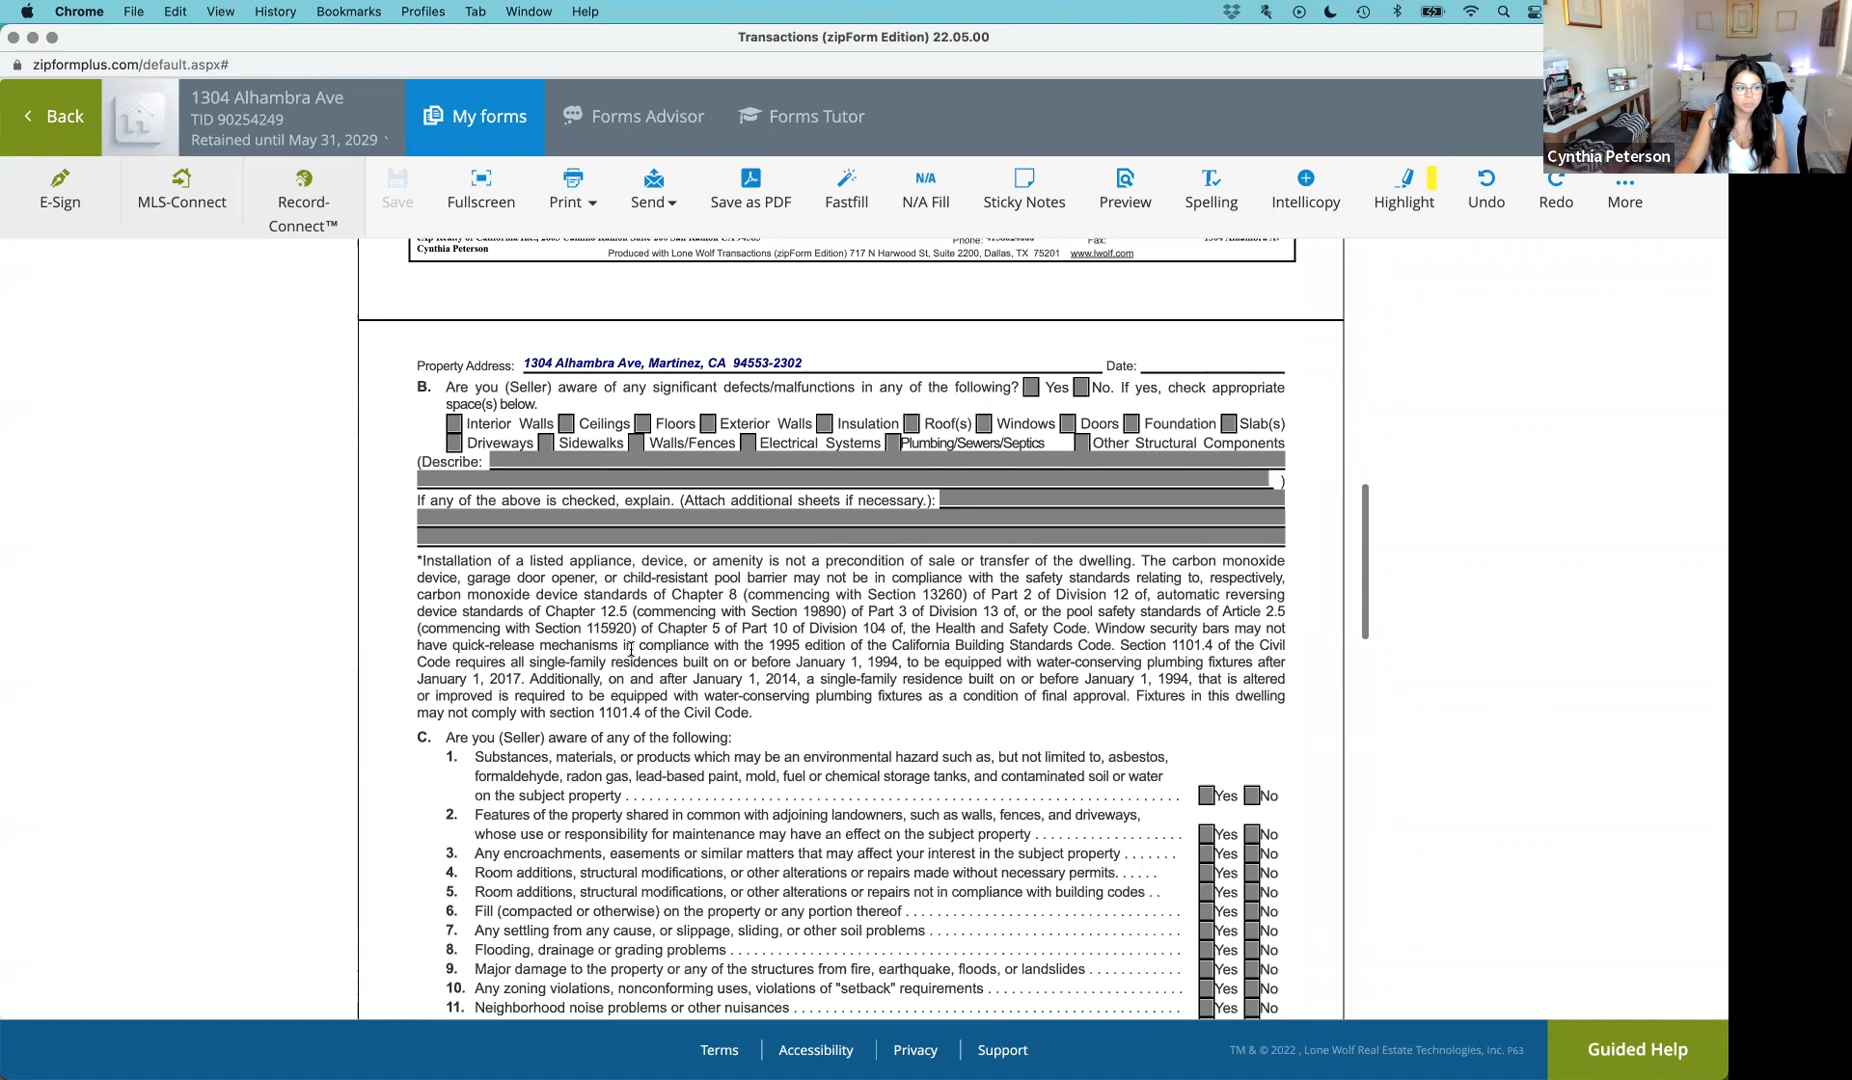 Chrome File Edit View History Bookmarks Profiles Tab Window Help
Transactions (zipForm Edition) 22.05.00
zipformplus.com/default.aspx#
Back
1304 Alhambra Ave
TID 90254249
Retained until May 31, 2029
My forms
Forms Advisor
Forms Tutor
Cynthia Peterson
E-Sign
MLS-Connect
Record-Connect™
Save
Fullscreen
Print
Send
Save as PDF
Fastfill
N/A
N/A Fill
Sticky Notes
Preview
Spelling
Intellicopy
Highlight
Undo
Redo
More
Phone: Fax:
Cynthia Peterson
Produced with Lone Wolf Transactions (zipForm Edition) 717 N Harwood St, Suite 2200, Dallas, TX 75201 www.lwolf.com
Property Address: 1304 Alhambra Ave, Martinez, CA 94553-2302 Date:
B. Are you (Seller) aware of any significant defects/malfunctions in any of the following? Yes No. If yes, check appropriate
space(s) below.
Interior Walls Ceilings Floors Exterior Walls Insulation Roof(s) Windows Doors Foundation Slab(s)
Driveways Sidewalks Walls/Fences Electrical Systems Plumbing/Sewers/Septics Other Structural Components
(Describe:
)
If any of the above is checked, explain. (Attach additional sheets if necessary.):
*Installation of a listed appliance, device, or amenity is not a precondition of sale or transfer of the dwelling. The carbon monoxide
device, garage door opener, or child-resistant pool barrier may not be in compliance with the safety standards relating to, respectively,
carbon monoxide device standards of Chapter 8 (commencing with Section 13260) of Part 2 of Division 12 of, automatic reversing
device standards of Chapter 12.5 (commencing with Section 19890) of Part 3 of Division 13 of, or the pool safety standards of Article 2.5
(commencing with Section 115920) of Chapter 5 of Part 10 of Division 104 of, the Health and Safety Code. Window security bars may not
have quick-release mechanisms in compliance with the 1995 edition of the California Building Standards Code. Section 1101.4 of the Civil
Code requires all single-family residences built on or before January 1, 1994, to be equipped with water-conserving plumbing fixtures after
January 1, 2017. Additionally, on and after January 1, 2014, a single-family residence built on or before January 1, 1994, that is altered
or improved is required to be equipped with water-conserving plumbing fixtures as a condition of final approval. Fixtures in this dwelling
may not comply with section 1101.4 of the Civil Code.
C. Are you (Seller) aware of any of the following:
1. Substances, materials, or products which may be an environmental hazard such as, but not limited to, asbestos,
formaldehyde, radon gas, lead-based paint, mold, fuel or chemical storage tanks, and contaminated soil or water
on the subject property Yes No
2. Features of the property shared in common with adjoining landowners, such as walls, fences, and driveways,
whose use or responsibility for maintenance may have an effect on the subject property Yes No
3. Any encroachments, easements or similar matters that may affect your interest in the subject property Yes No
4. Room additions, structural modifications, or other alterations or repairs made without necessary permits. Yes No
5. Room additions, structural modifications, or other alterations or repairs not in compliance with building codes Yes No
6. Fill (compacted or otherwise) on the property or any portion thereof Yes No
7. Any settling from any cause, or slippage, sliding, or other soil problems Yes No
8. Flooding, drainage or grading problems Yes No
9. Major damage to the property or any of the structures from fire, earthquake, floods, or landslides Yes No
10. Any zoning violations, nonconforming uses, violations of "setback" requirements Yes No
11. Neighborhood noise problems or other nuisances Yes No
Terms Accessibility Privacy Support
TM & © 2022 , Lone Wolf Real Estate Technologies, Inc. P63
Guided Help